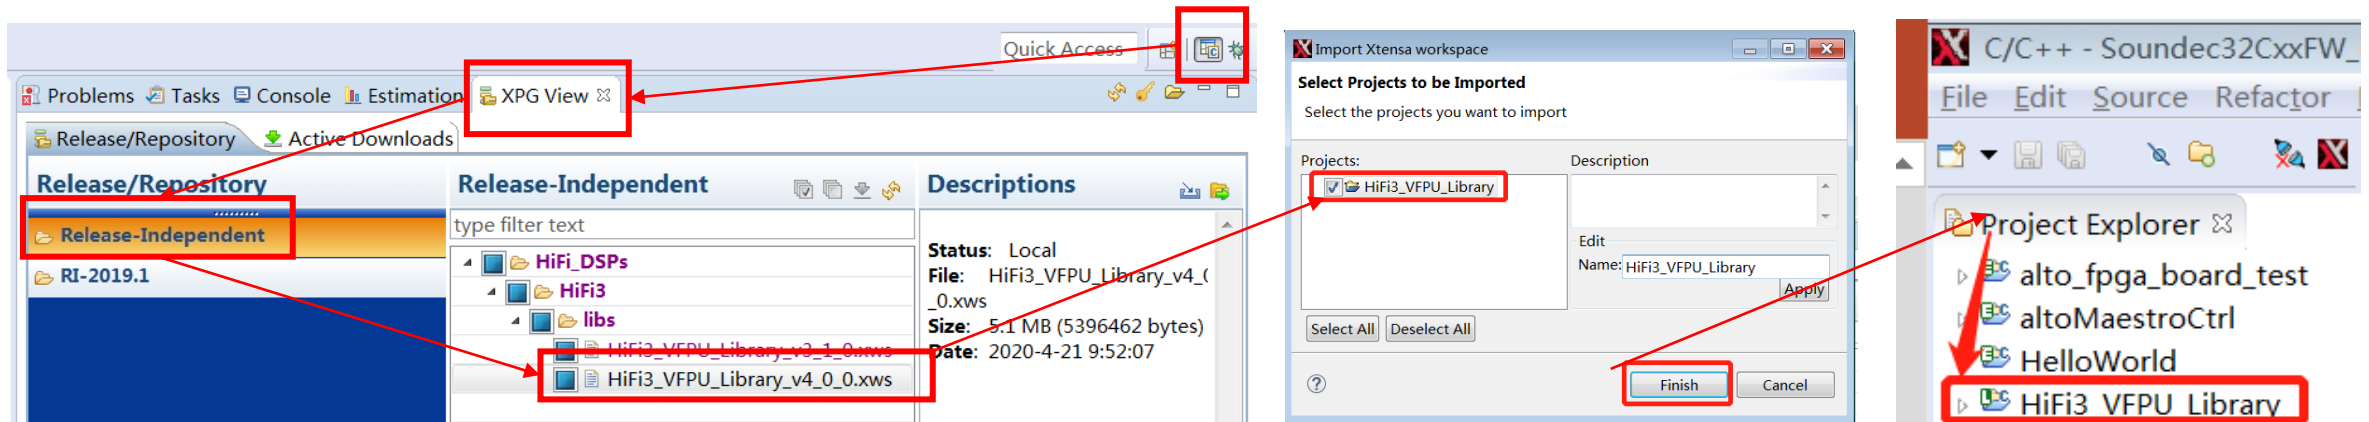 Quick Access
Problems Tasks Console Estimation XPG View
Release/Repository Active Downloads
Release/Repository
Release-Independent
RI-2019.1
Release-Independent
type filter text
HiFi_DSPs
HiFi3
libs
HiFi3_VFPU_Library_v3_1_0.xws
HiFi3_VFPU_Library_v4_0_0.xws
Descriptions
Status: Local
File: HiFi3_VFPU_Library_v4_(
_0.xws
Size: 5.1 MB (5396462 bytes)
Date: 2020-4-21 9:52:07
Import Xtensa workspace
Select Projects to be Imported
Select the projects you want to import
Projects:
HiFi3_VFPU_Library
Select All Deselect All
Description
Edit
Name: HiFi3_VFPU_Library
Apply
Finish Cancel
C/C++ - Soundec32CxxFW_
File Edit Source Refactor
Project Explorer
alto_fpga_board_test
altoMaestroCtrl
HelloWorld
HiFi3_VFPU_Library